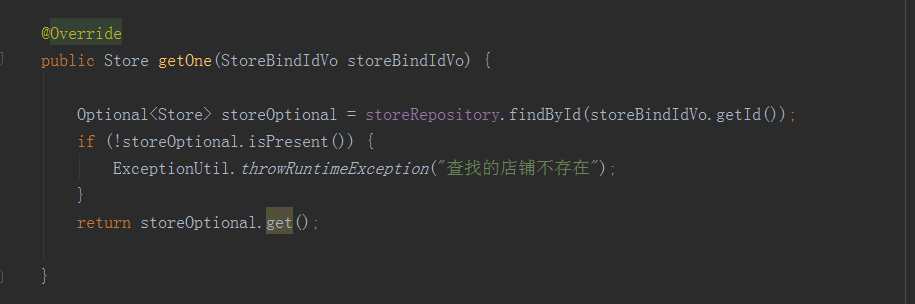 @Override
public Store getOne(StoreBindIdVo storeBindIdVo) {
Optional<Store> storeOptional = storeRepository.findById(storeBindIdVo.getId());
if (!storeOptional.isPresent()) {
ExceptionUtil.throwRuntimeException("查找的店铺不存在");
}
return storeOptional.get();
}